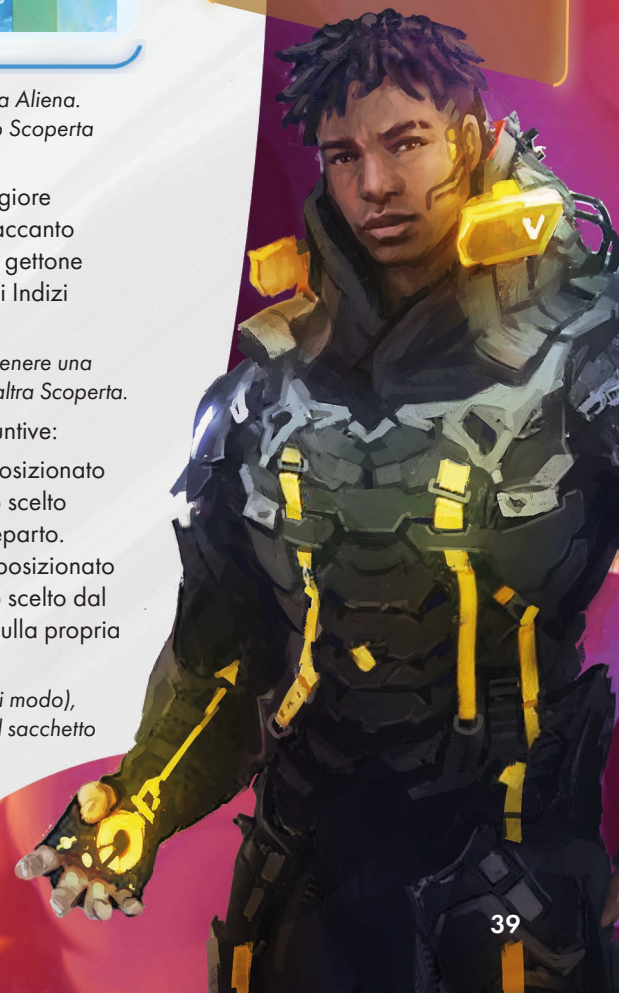 a Aliena.
o Scoperta
giore
accanto
gettone
i Indizi
enere una
altra Scoperta.
untive:
osizionato
scelto
eparto.
posizionato
scelto dal
ulla propria
i modo),
l sacchetto
V
39